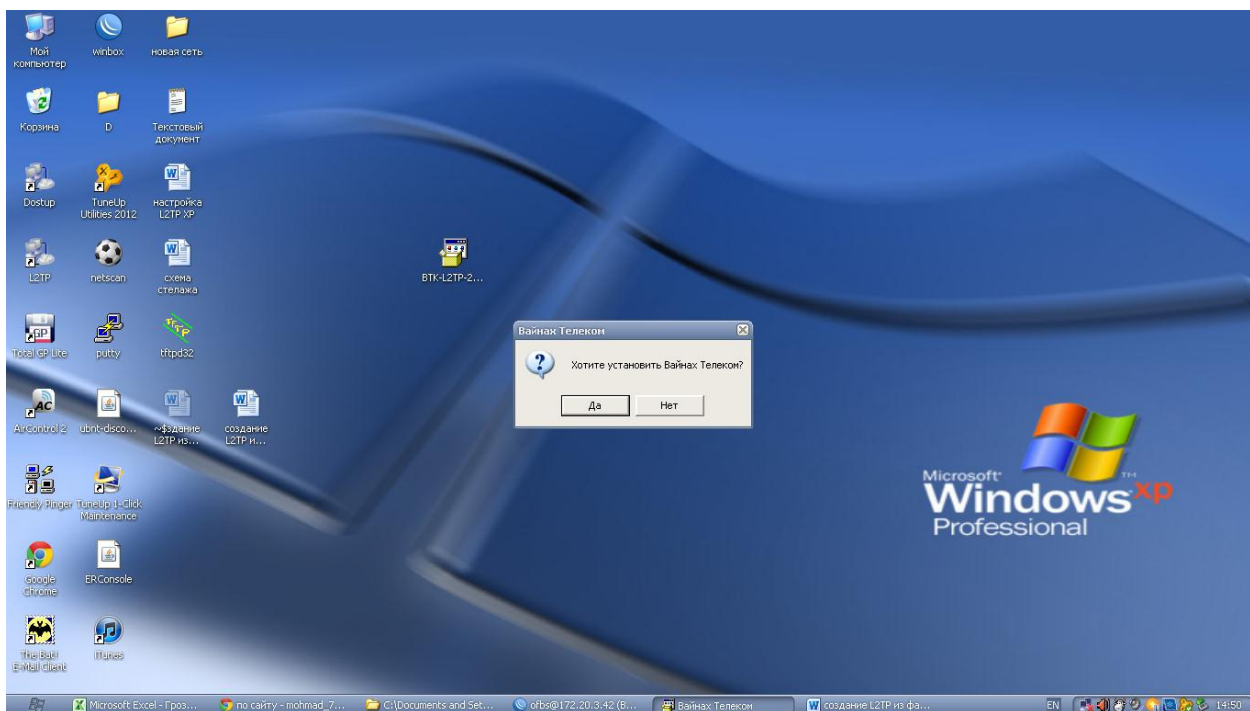 Мой
компьютер
winbox
новая сеть
Корзина
D
Текстовый
документ
Dostup
TuneUp
Utilities 2012
настройка
L2TP XP
L2TP
netscan
схема
стелажа
BTK-L2TP-2...
GP
Total GP Lite
putty
TFTP
tftpd32
Вайнах Телеком
Хотите установить Вайнах Телеком?
Да
Нет
AC
AirControl 2
ubnt-disco...
~$здание
L2TP из...
создание
L2TP и...
Friendly Pinger
TuneUp 1-Click
Maintenance
Microsoft
Windows xp
TM
Professional
Google
Chrome
ERConsole
The Bat!
E-Mail Client
iTunes
Microsoft Excel - Гроз...
по сайту - mohmad_7...
C:\Documents and Set...
ofbs@172.20.3.42 (B...
Вайнах Телеком
создание L2TP из фа...
EN
14:50